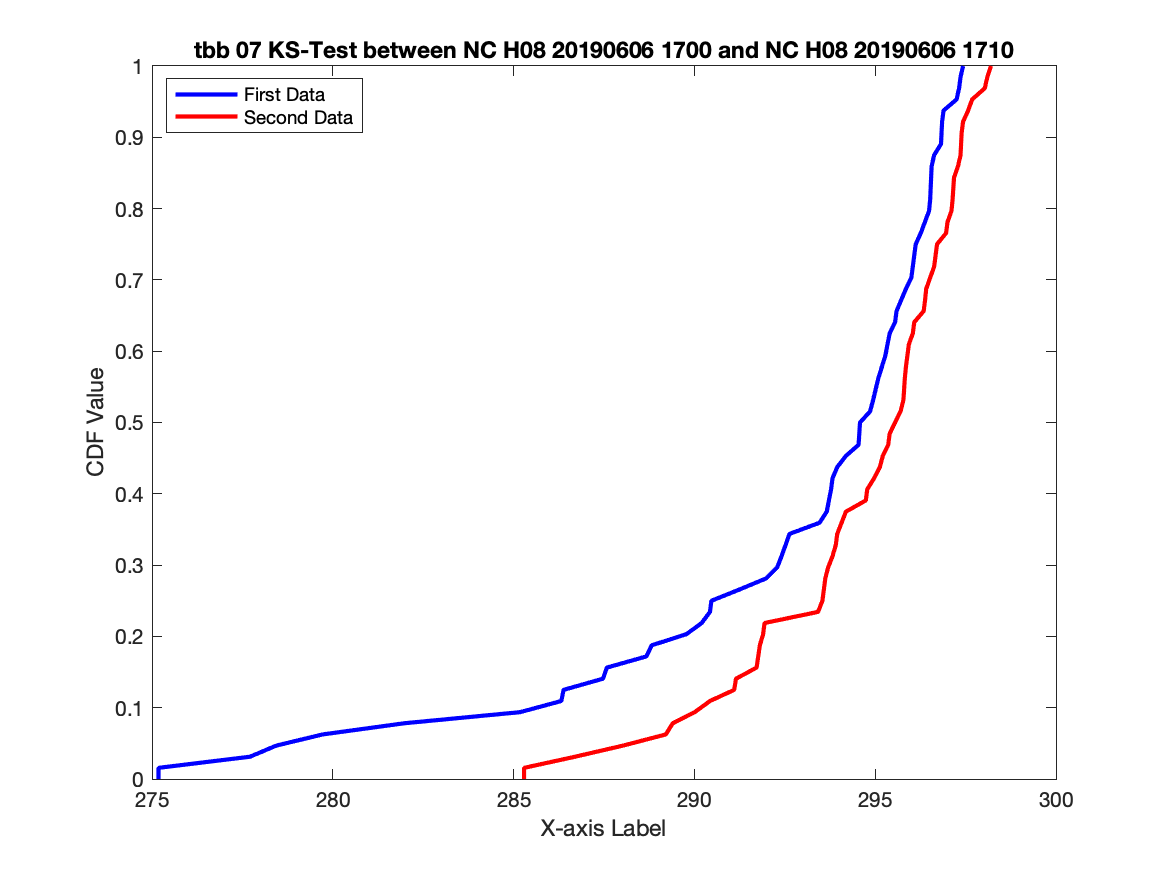 tbb 07 KS-Test between NC H08 20190606 1700 and NC H08 20190606 1710
First Data
Second Data
1
0.9
0.8
0.7
0.6
0.5
0.4
0.3
0.2
0.1
0
CDF Value
275 280 285 290 295 300
X-axis Label